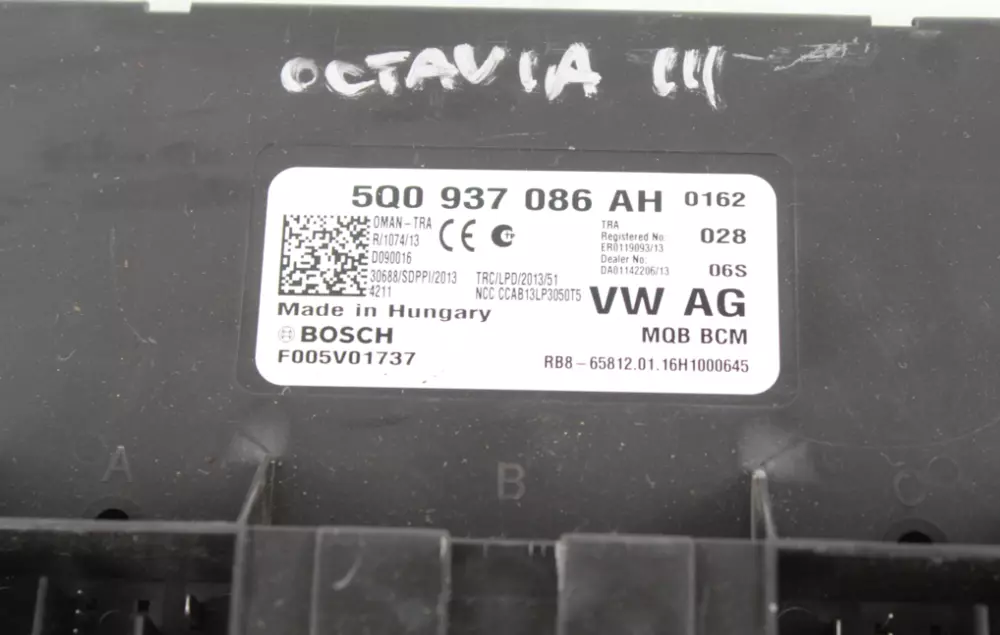 OCTAVIA III
5Q0 937 086 AH 0162
OMAN-TRA
R/1074/13
D090016
30688/SDPPI/2013
4211
CE
TRC/LPD/2013/51
NCC CCAB13LP3050T5
TRA
Registered No:
ER0119093/13
Dealer No:
DA01142206/13
028
06S
VW AG
Made in Hungary
BOSCH
MQB BCM
F005V01737
RB8-65812.01.16H1000645
A
B
C